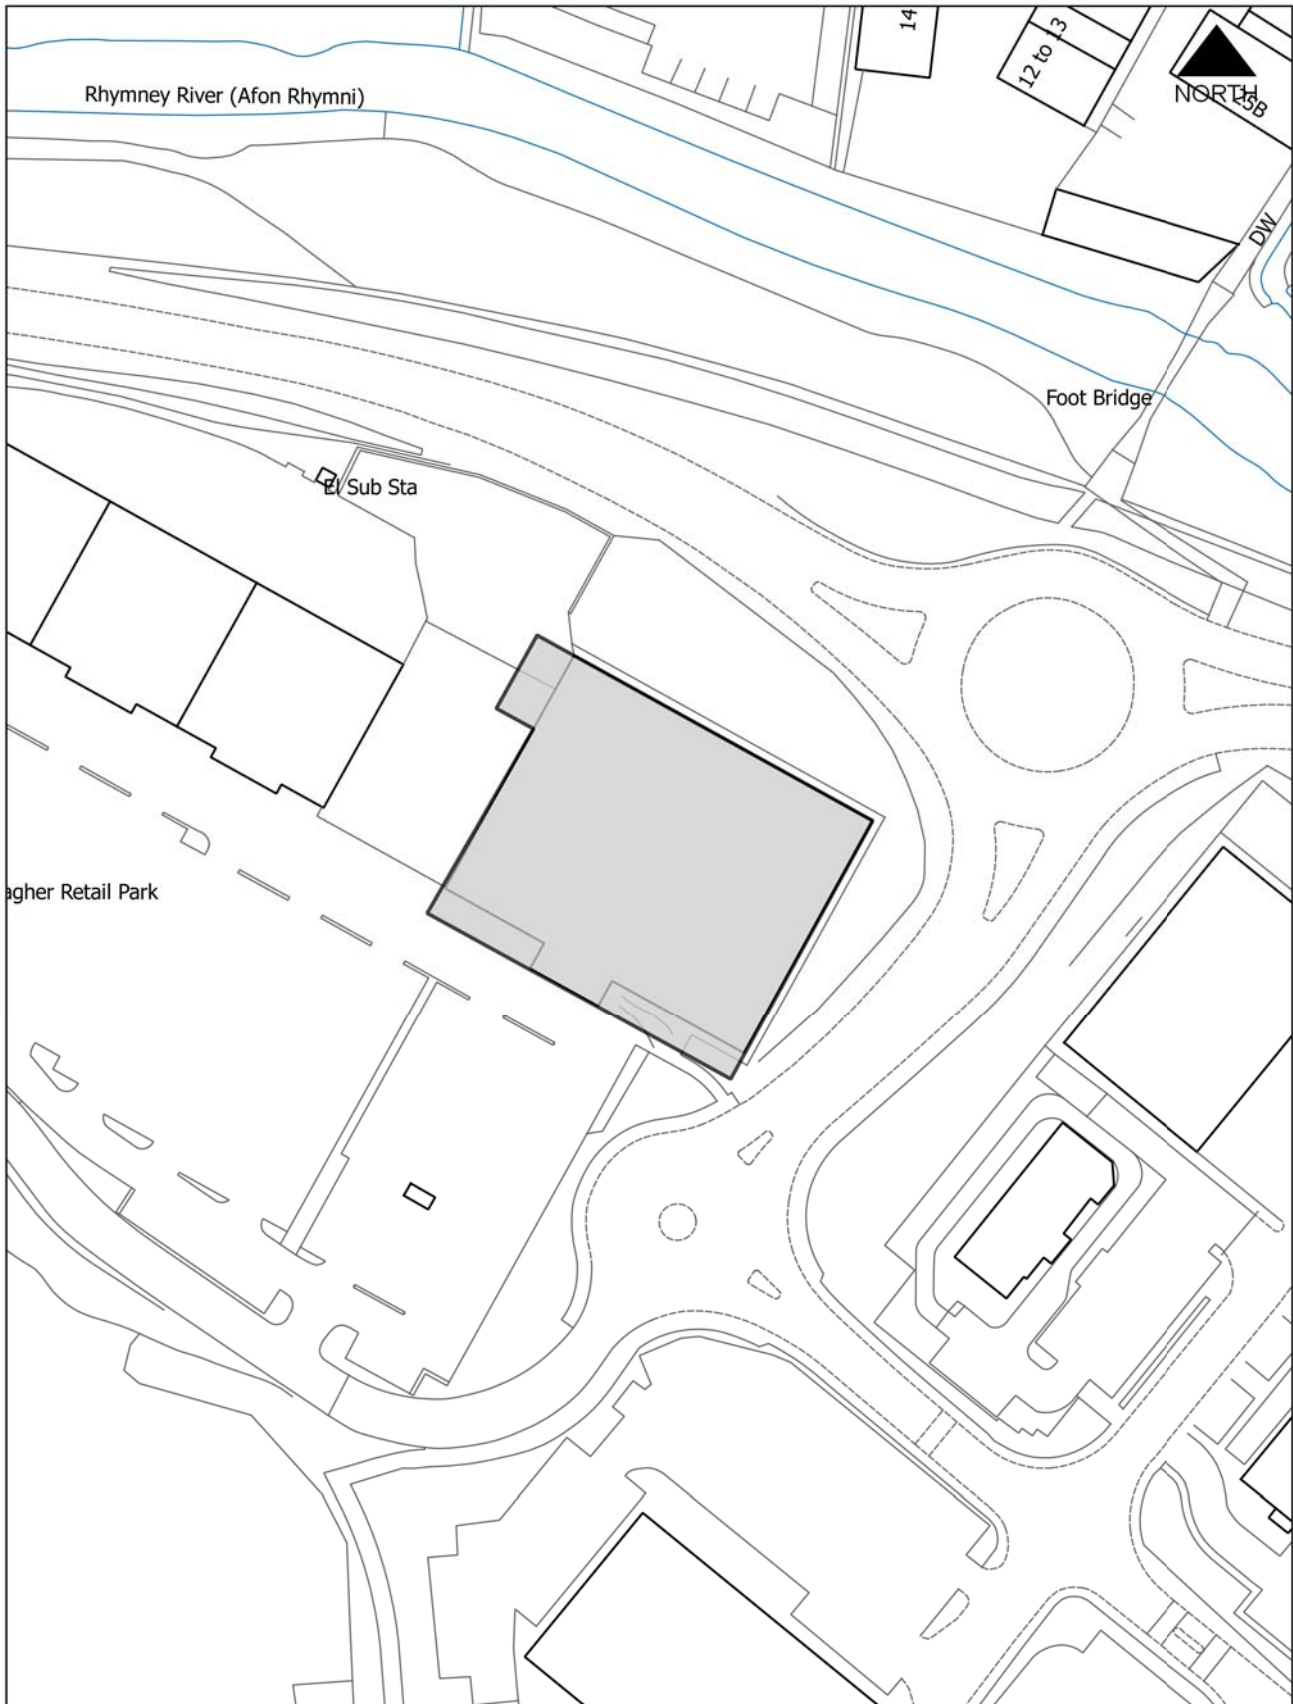 14
12 to 13
NORTH
Rhymney River (Afon Rhymni)
DW
Foot Bridge
El Sub Sta
agher Retail Park